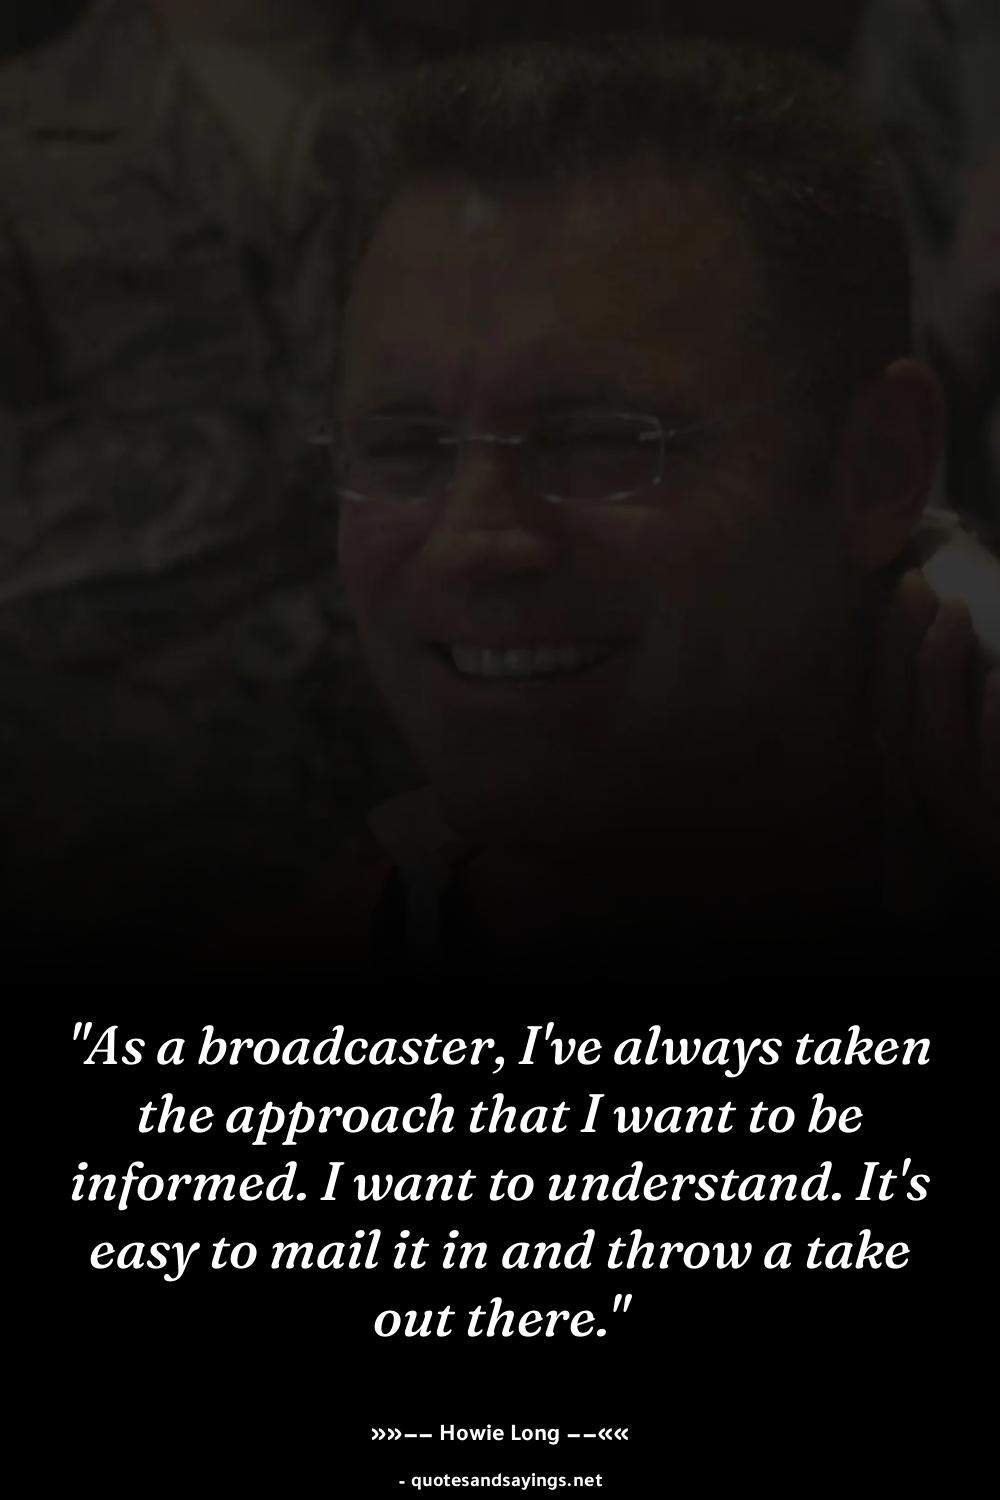 "As a broadcaster, I've always taken
the approach that I want to be
informed. I want to understand. It's
easy to mail it in and throw a take
out there."
»»–– Howie Long ––««
- quotesandsayings.net